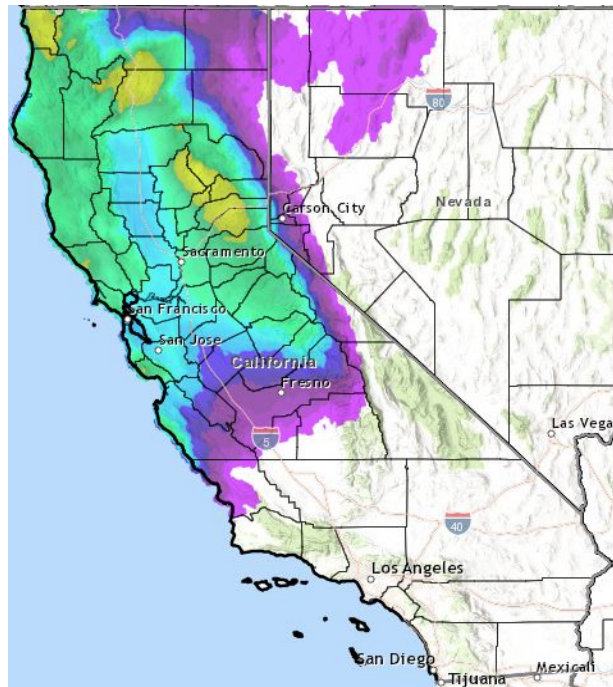 80
Nevada
Carson City
Sacramento
San Francisco
San Jose
California
Fresno
5
Las Vega
40
Los Angeles
San Diego
Tijuana
Mexicali